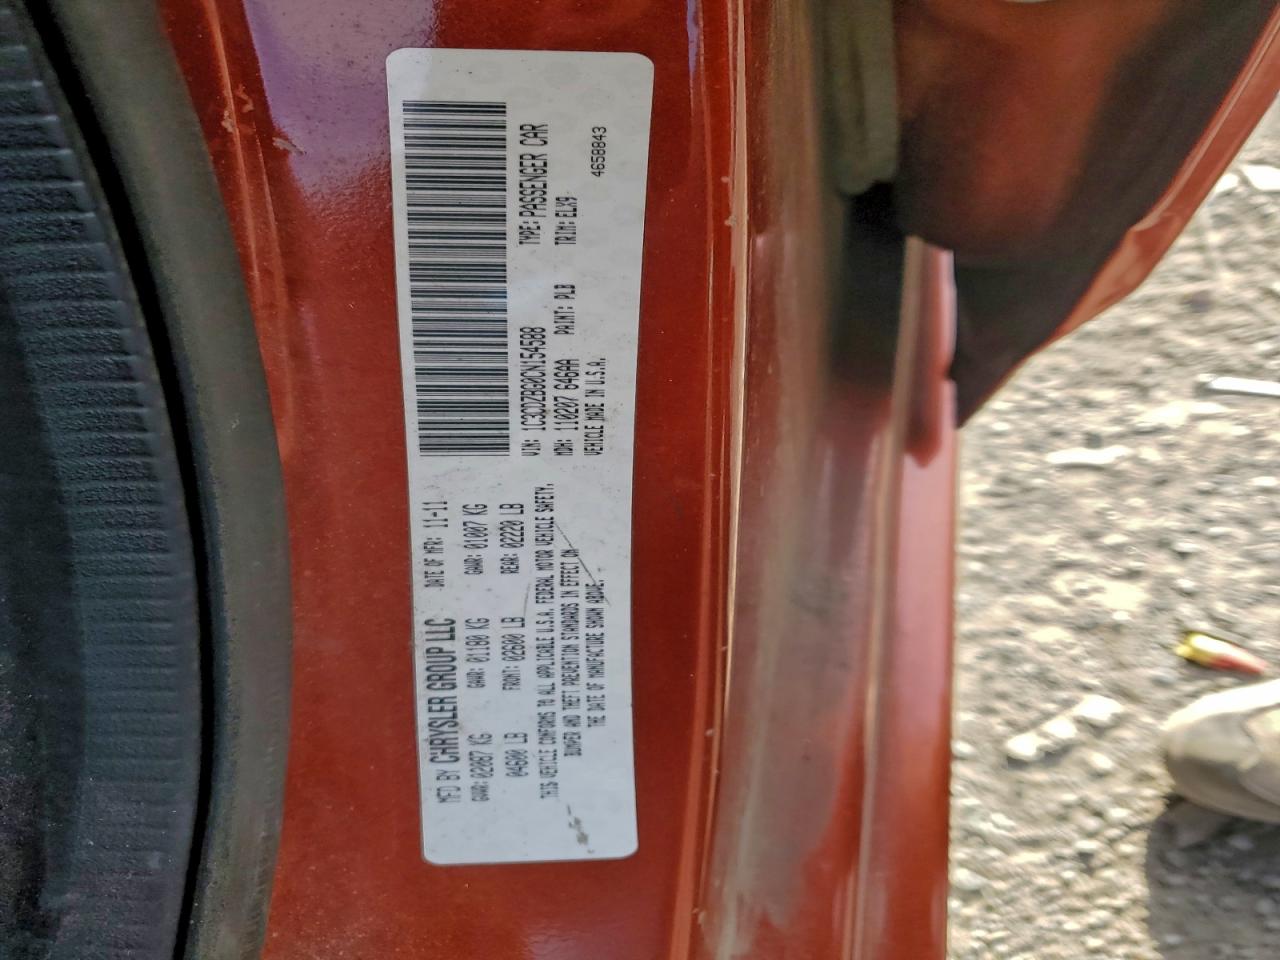 MFD BY CHRYSLER GROUP LLC DATE OF MFR: 11-11
GVWR: 02087 KG GAWR: 01180 KG GAWR: 01007 KG
04600 LB FRONT: 02600 LB REAR: 02220 LB
THIS VEHICLE CONFORMS TO ALL APPLICABLE U.S.A. FEDERAL MOTOR VEHICLE SAFETY,
BUMPER AND THEFT PREVENTION STANDARDS IN EFFECT ON
THE DATE OF MANUFACTURE SHOWN ABOVE.
VIN: 1C3CDZBG0CN154588 TYPE: PASSENGER CAR
MDH: 110207 646AA PAINT: PLB TRIM: ELX9
VEHICLE MADE IN U.S.A. 4658843